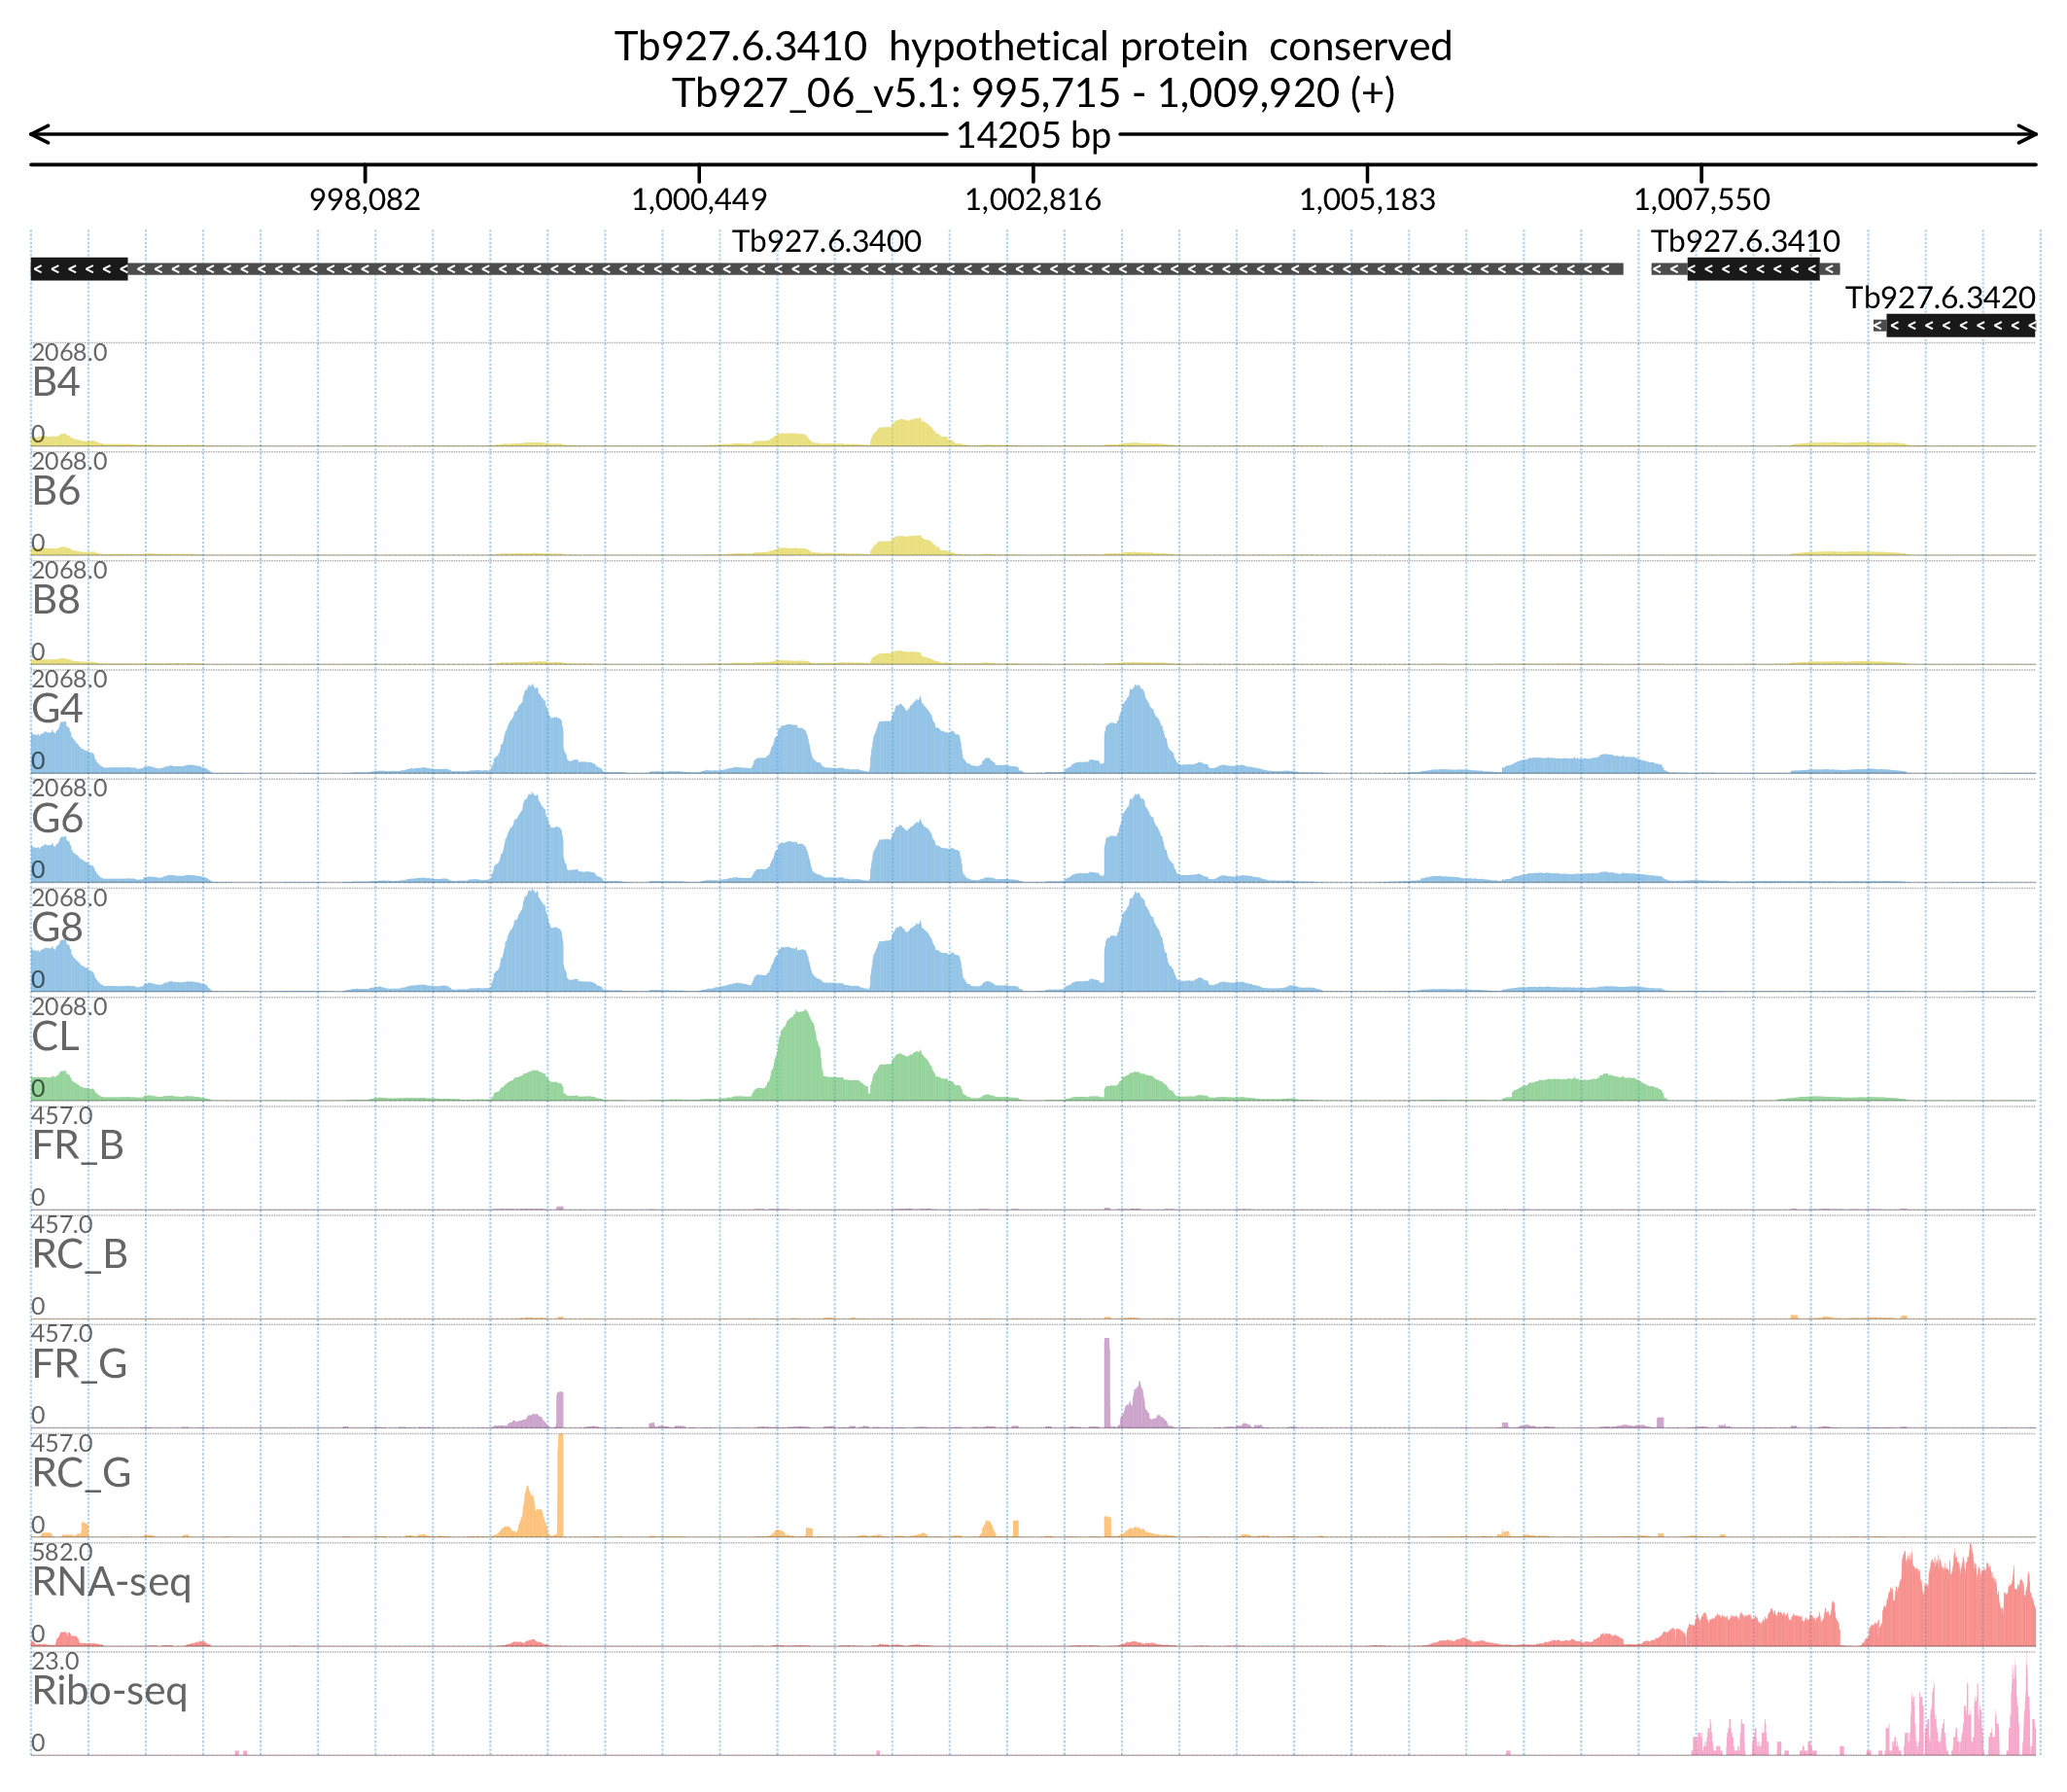 Tb927.6.3410  hypothetical protein  conserved
Tb927_06_v5.1: 995,715 - 1,009,920 (+)
14205 bp
998,082 1,000,449 1,002,816 1,005,183 1,007,550
Tb927.6.3400 Tb927.6.3410
Tb927.6.3420
2068.0
B4
0
2068.0
B6
0
2068.0
B8
0
2068.0
G4
0
2068.0
G6
0
2068.0
G8
0
2068.0
CL
0
457.0
FR_B
0
457.0
RC_B
0
457.0
FR_G
0
457.0
RC_G
0
582.0
RNA-seq
0
23.0
Ribo-seq
0